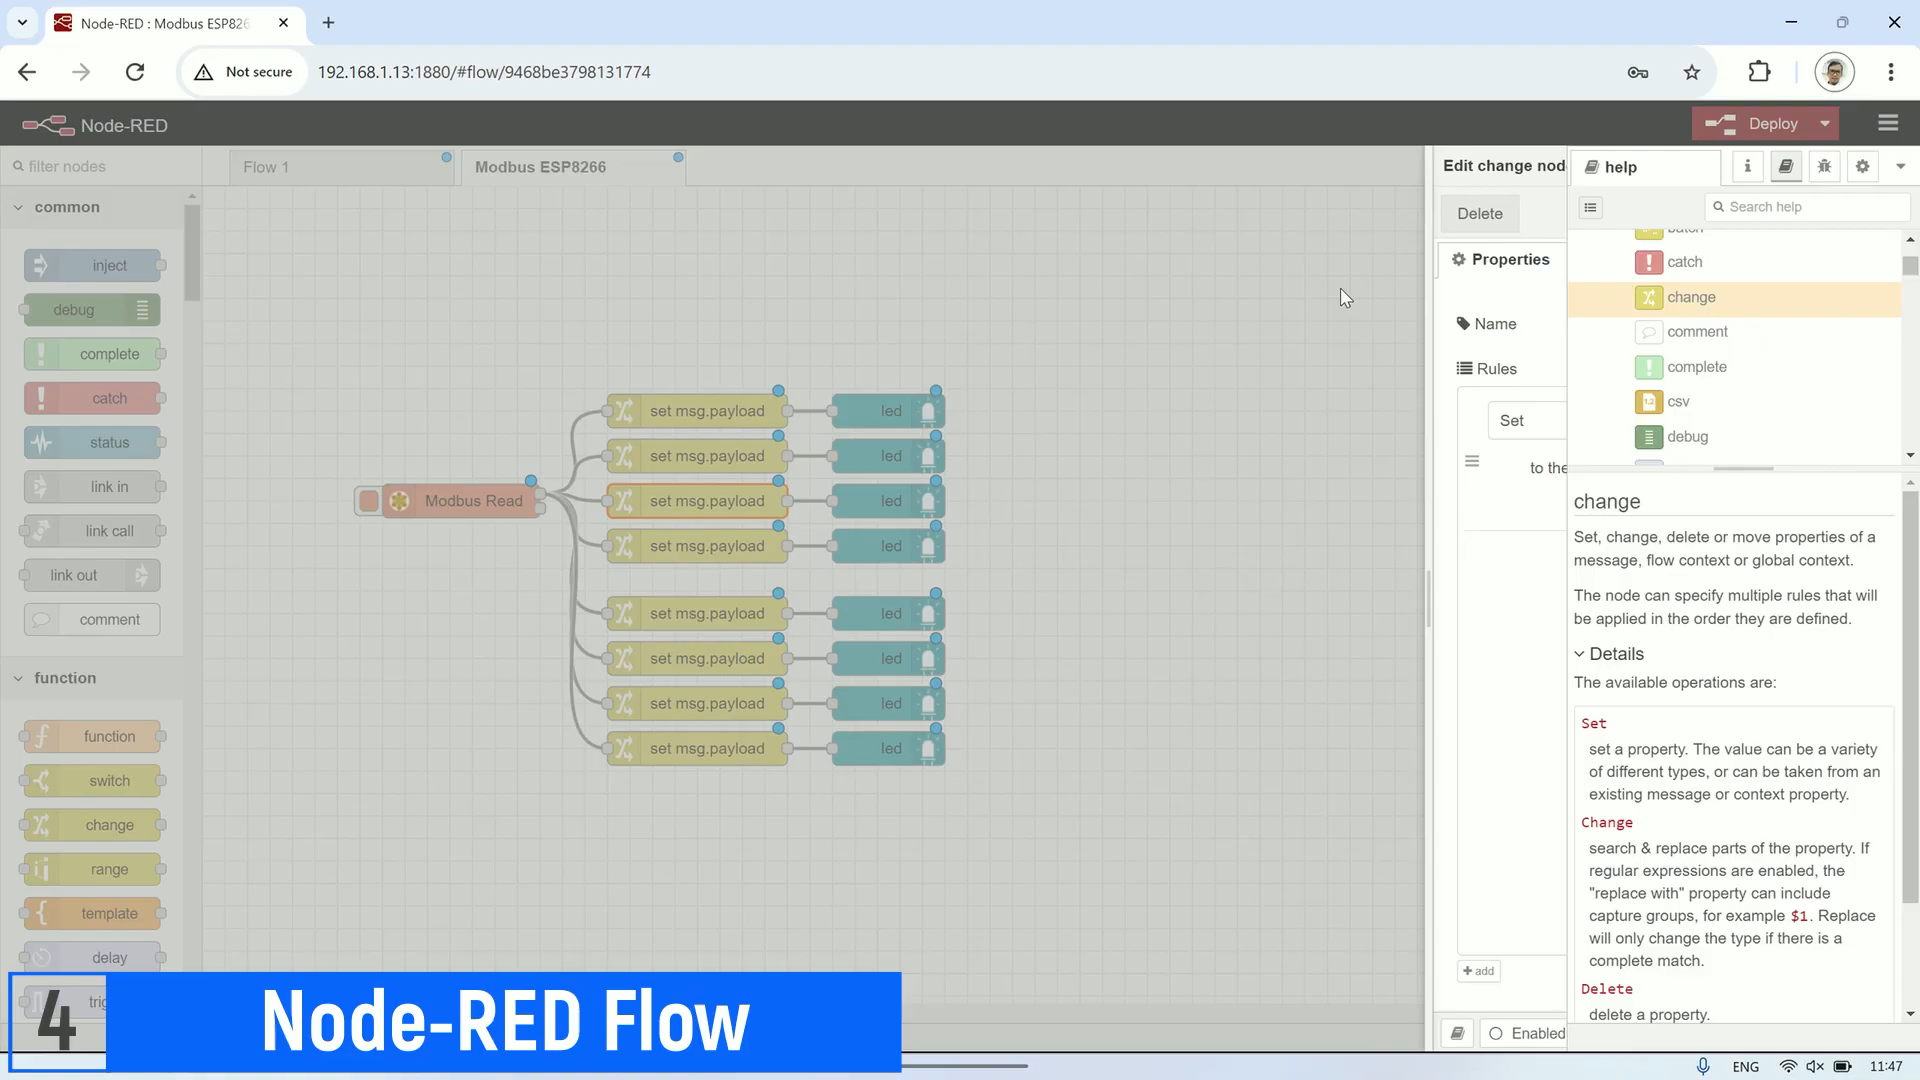 Node-RED : Modbus ESP826
Not secure
192.168.1.13:1880/#flow/9468be3798131774
Node-RED
Deploy
filter nodes
Flow 1
Modbus ESP8266
Edit change nod
help
Delete
Search help
common
Properties
batch
catch
change
comment
complete
csv
debug
inject
debug
complete
catch
status
link in
link call
link out
comment
function
function
switch
change
range
template
delay
trig
Name
Rules
Set
to the
Modbus Read
set msg.payload
led
set msg.payload
led
set msg.payload
led
set msg.payload
led
set msg.payload
led
set msg.payload
led
set msg.payload
led
set msg.payload
led
change
Set, change, delete or move properties of a
message, flow context or global context.
The node can specify multiple rules that will
be applied in the order they are defined.
Details
The available operations are:
Set
set a property. The value can be a variety
of different types, or can be taken from an
existing message or context property.
Change
search & replace parts of the property. If
regular expressions are enabled, the
"replace with" property can include
capture groups, for example $1. Replace
will only change the type if there is a
complete match.
Delete
delete a property.
add
Enabled
4
Node-RED Flow
ENG
11:47